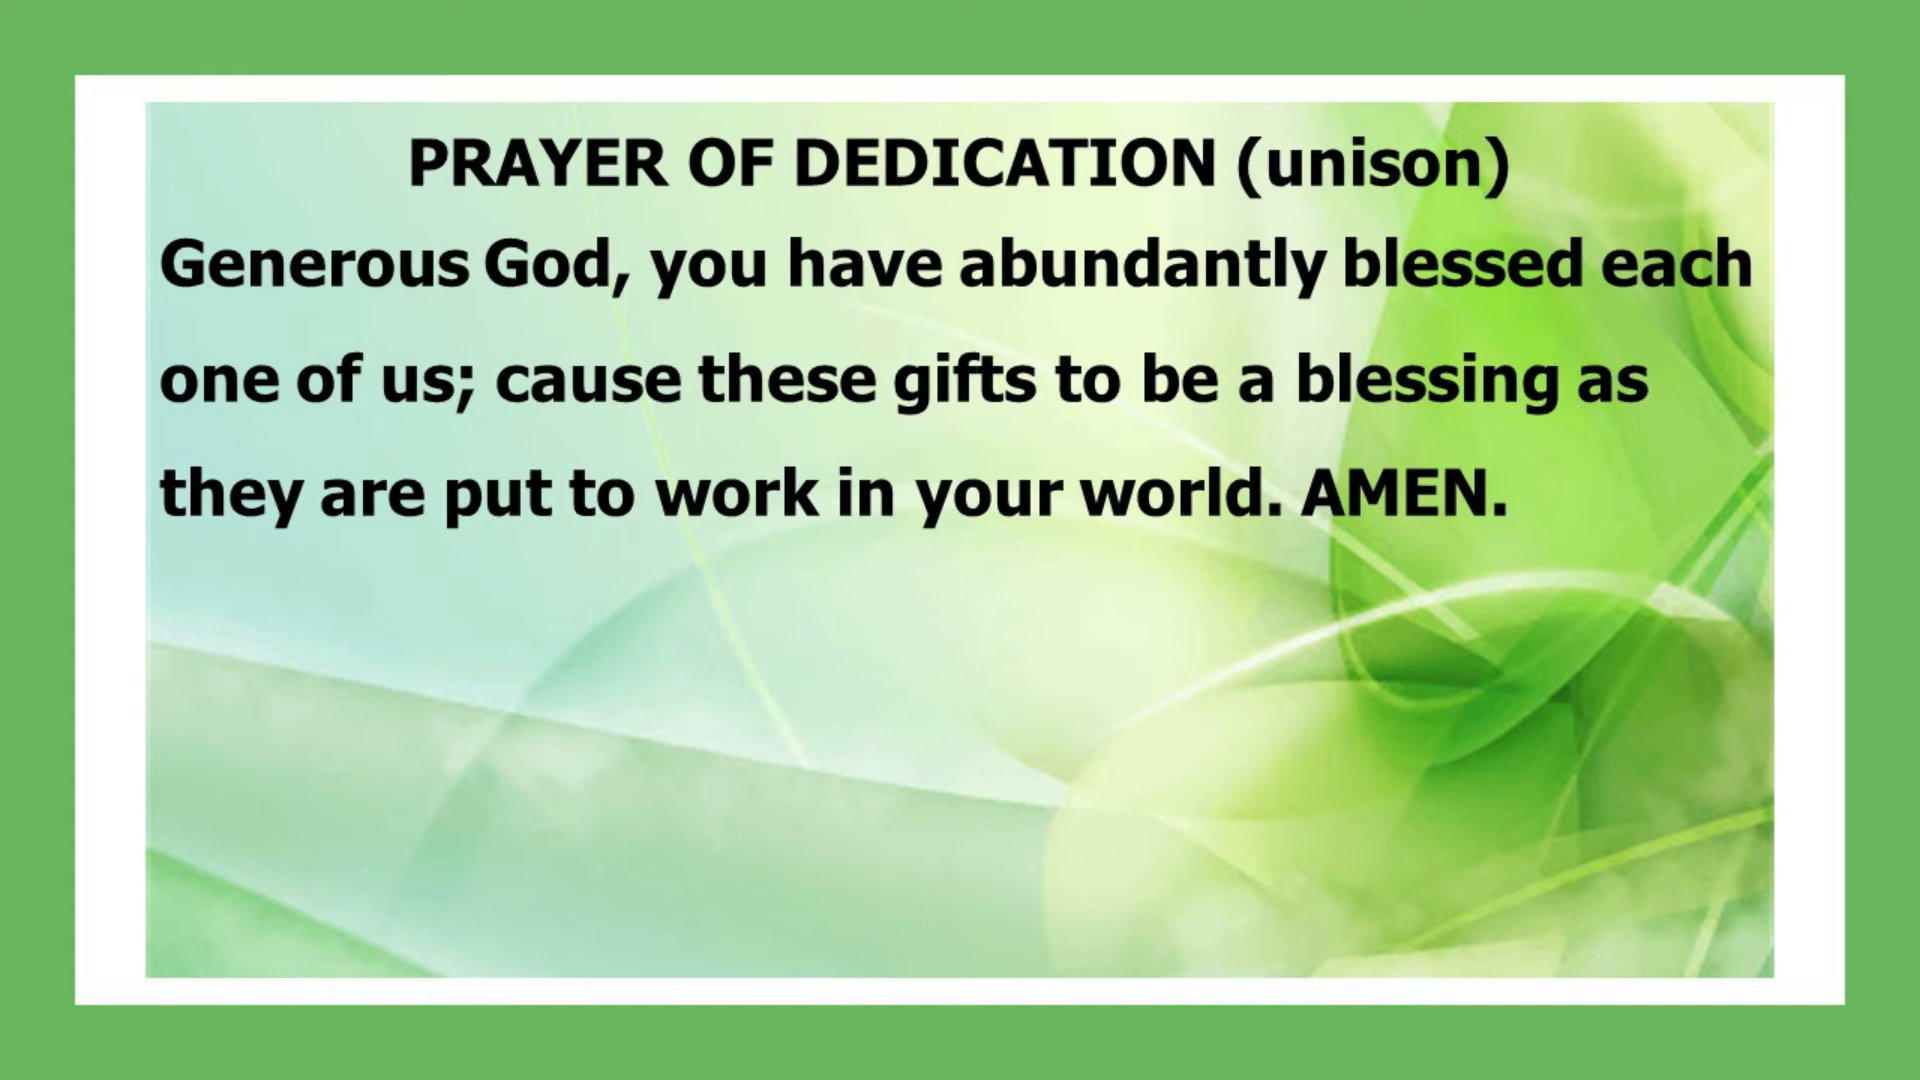 PRAYER OF DEDICATION (unison)
Generous God, you have abundantly blessed each
one of us; cause these gifts to be a blessing as
they are put to work in your world. AMEN.